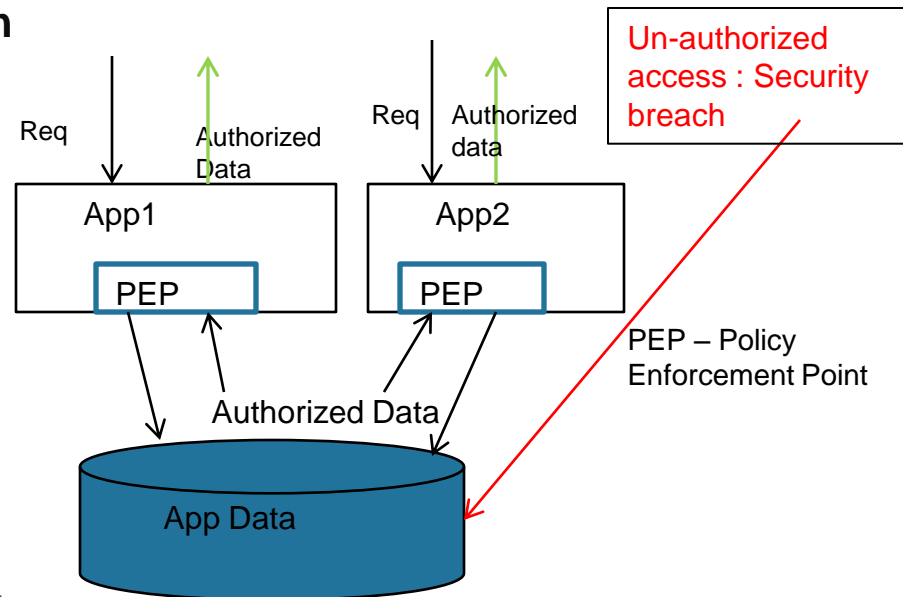 n
Un-authorized
access : Security
breach
Req
Authorized
Data
Req
Authorized
data
App1
App2
PEP
PEP
PEP – Policy
Enforcement Point
Authorized Data
App Data